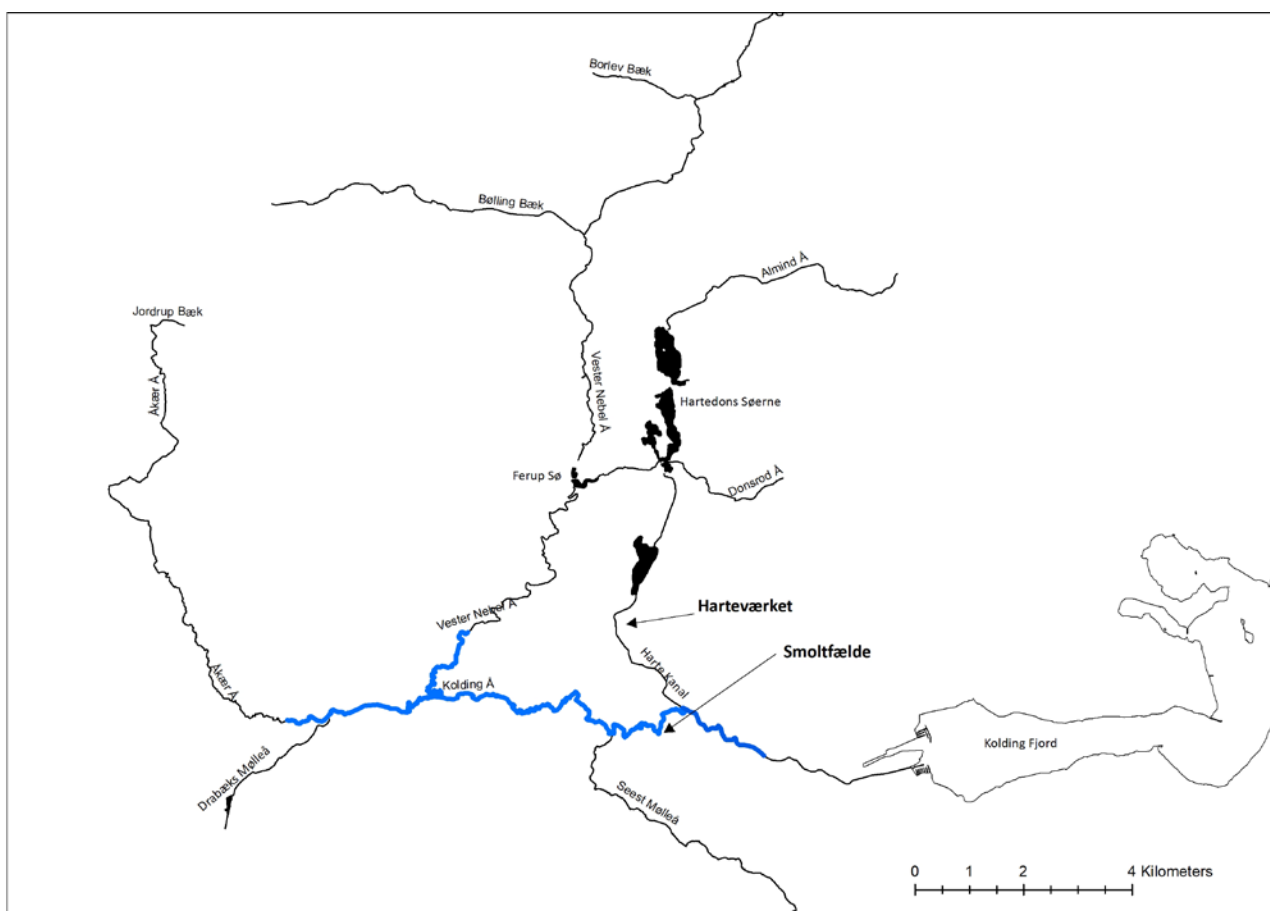 Borlev Bæk
Bølling Bæk
Almind Å
Jordrup Bæk
Vester Nebel Å
Åkær Å
Hartedons Søerne
Ferup Sø
Donsrod Å
Harteværket
Vester Nebel Å
Smoltfælde
Harte Kanal
Åkær Å
Kolding Å
Kolding Fjord
Drabæks Mølleå
Seest Mølleå
0 1 2 4 Kilometers